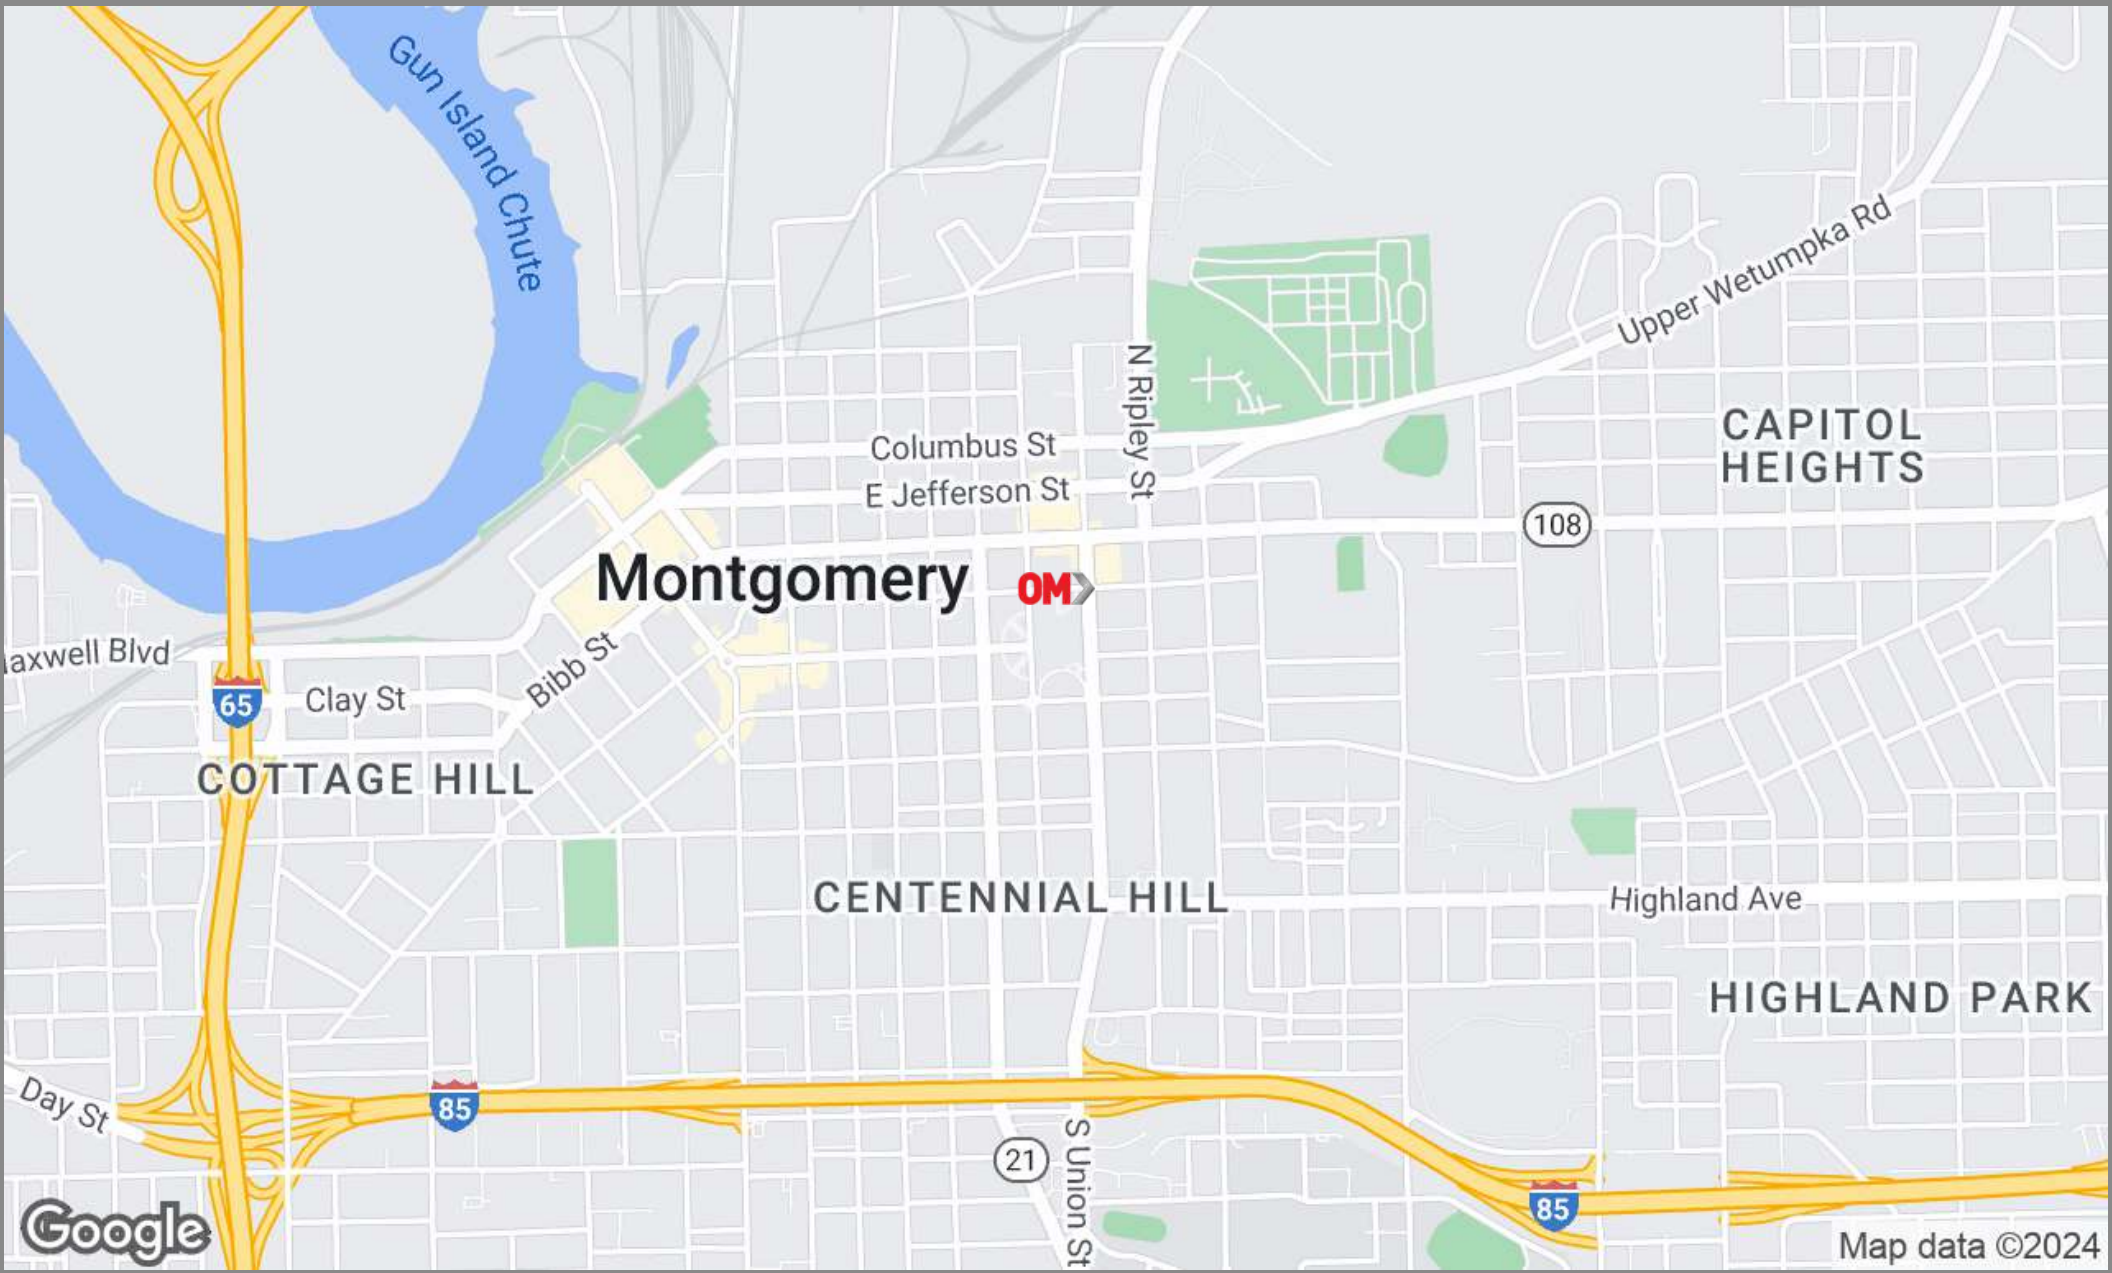 Gun Island Chute
Upper Wetumpka Rd
N Ripley St
CAPITOL
HEIGHTS
Columbus St
E Jefferson St
108
Montgomery
OM
axwell Blvd
Bibb St
65
Clay St
COTTAGE HILL
CENTENNIAL HILL
Highland Ave
HIGHLAND PARK
Day St
85
S Union St
21
85
Google
Map data ©2024